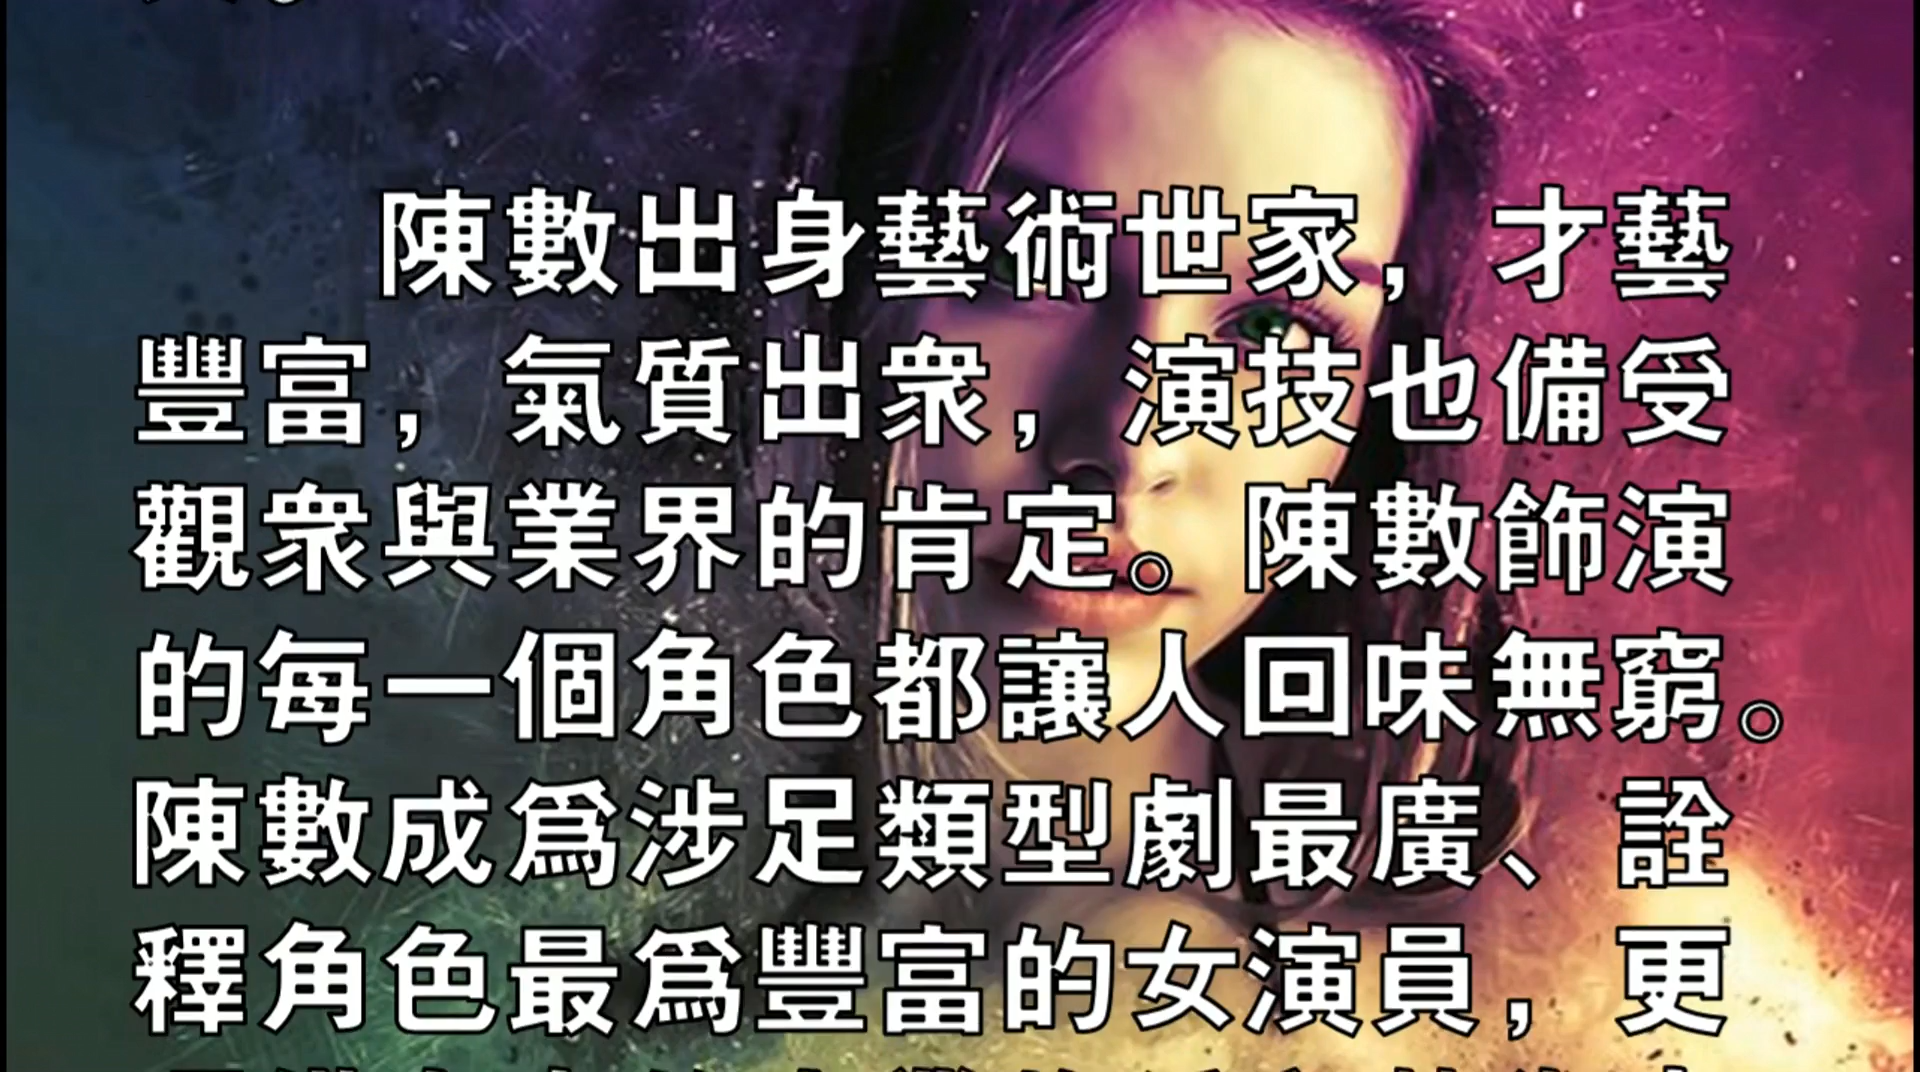 陳數出身藝術世家，才藝
豐富，氣質出衆，演技也備受
觀衆與業界的肯定。陳數飾演
的每一個角色都讓人回味無窮。
陳數成爲涉足類型劇最廣、詮
釋角色最爲豐富的女演員，更